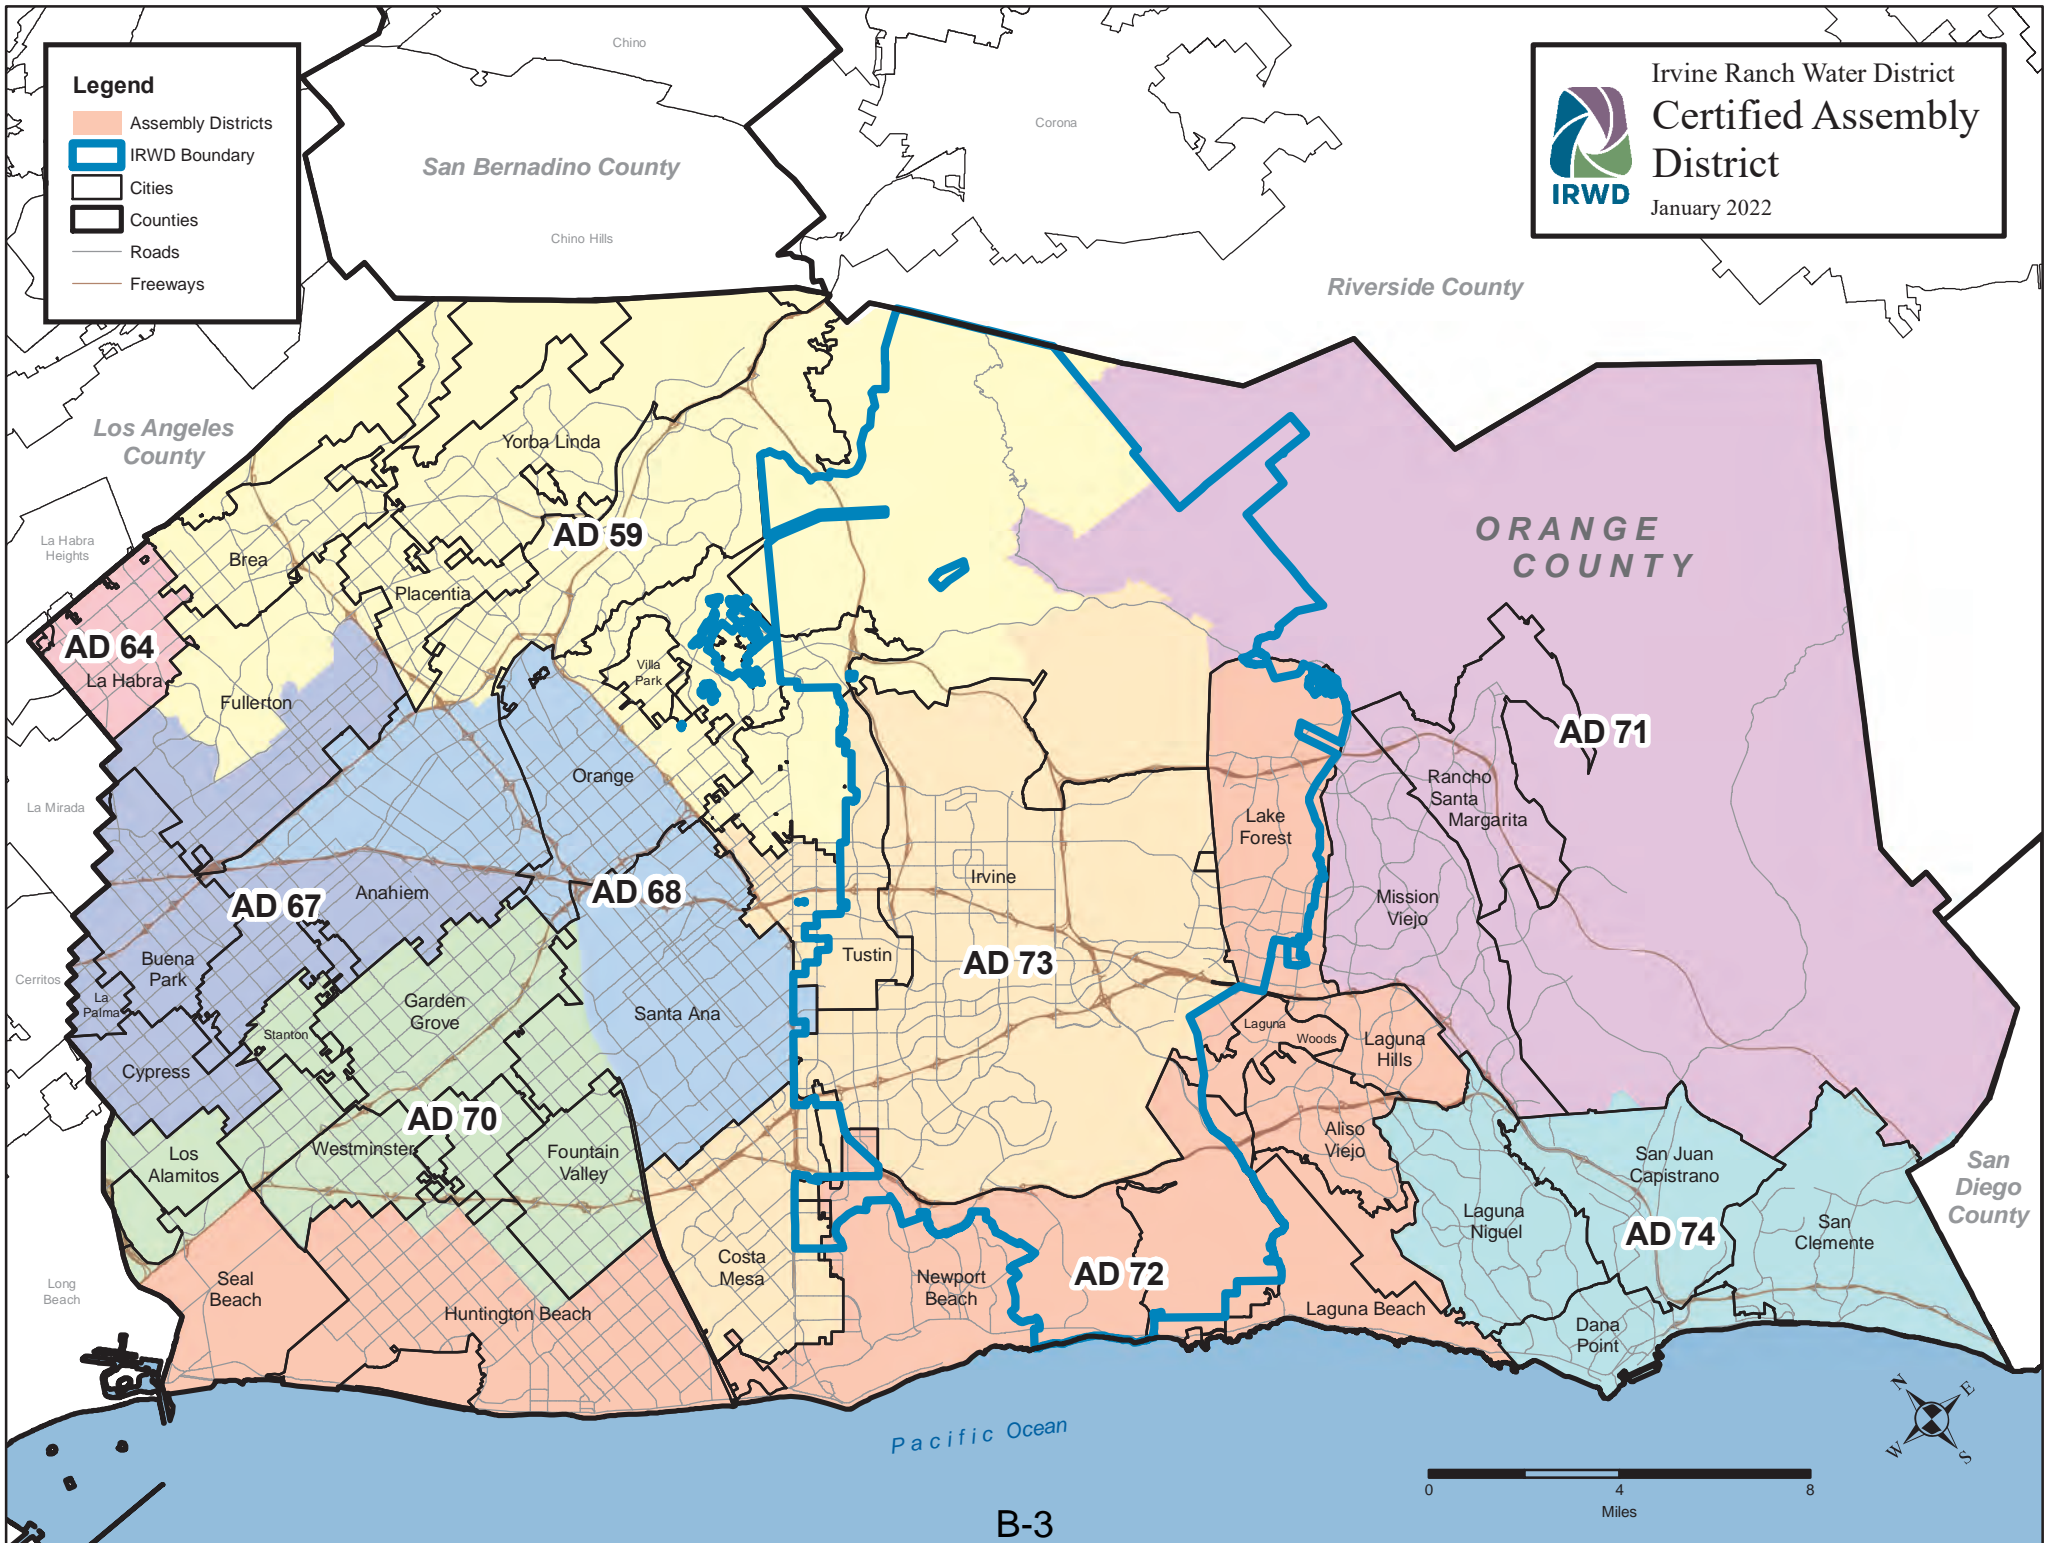 Legend
Assembly Districts
IRWD Boundary
Cities
Counties
Roads
Freeways
Irvine Ranch Water District
Certified Assembly
District
January 2022
IRWD
Chino
Corona
San Bernadino County
Chino Hills
Riverside County
Los Angeles
County
Yorba Linda
La Habra
Heights
Brea
AD 59
ORANGE
COUNTY
Placentia
AD 64
La Habra
Villa
Park
Fullerton
AD 71
Orange
Rancho
Santa
Margarita
La Mirada
Lake
Forest
Irvine
Anahiem
AD 67
AD 68
Mission
Viejo
Buena
Park
Tustin
AD 73
Cerritos
La
Palma
Garden
Grove
Santa Ana
Stanton
Laguna
Woods
Laguna
Hills
Cypress
AD 70
Westminster
Los
Alamitos
Fountain
Valley
Aliso
Viejo
San Juan
Capistrano
San
Diego
County
Laguna
Niguel
AD 74
San
Clemente
Costa
Mesa
AD 72
Newport
Beach
Long
Beach
Seal
Beach
Huntington Beach
Laguna Beach
Dana
Point
Pacific Ocean
N
E
W
S
0
4
8
Miles
B-3